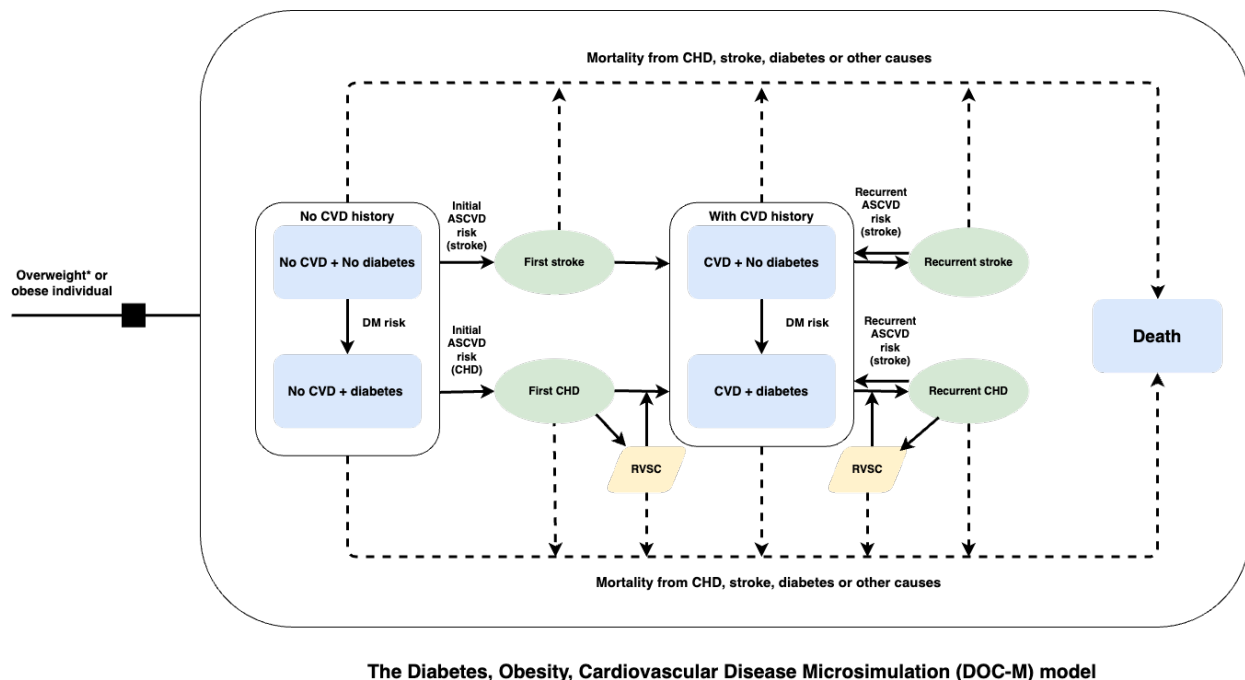 Mortality from CHD, stroke, diabetes or other causes
Overweight* or
obese individual
No CVD history
No CVD + No diabetes
DM risk
No CVD + diabetes
Initial
ASCVD
risk
(stroke)
First stroke
Initial
ASCVD
risk
(CHD)
First CHD
RVSC
With CVD history
CVD + No diabetes
DM risk
CVD + diabetes
Recurrent
ASCVD
risk
(stroke)
Recurrent stroke
Recurrent
ASCVD
risk
(stroke)
Recurrent CHD
RVSC
Death
Mortality from CHD, stroke, diabetes or other causes
The Diabetes, Obesity, Cardiovascular Disease Microsimulation (DOC-M) model